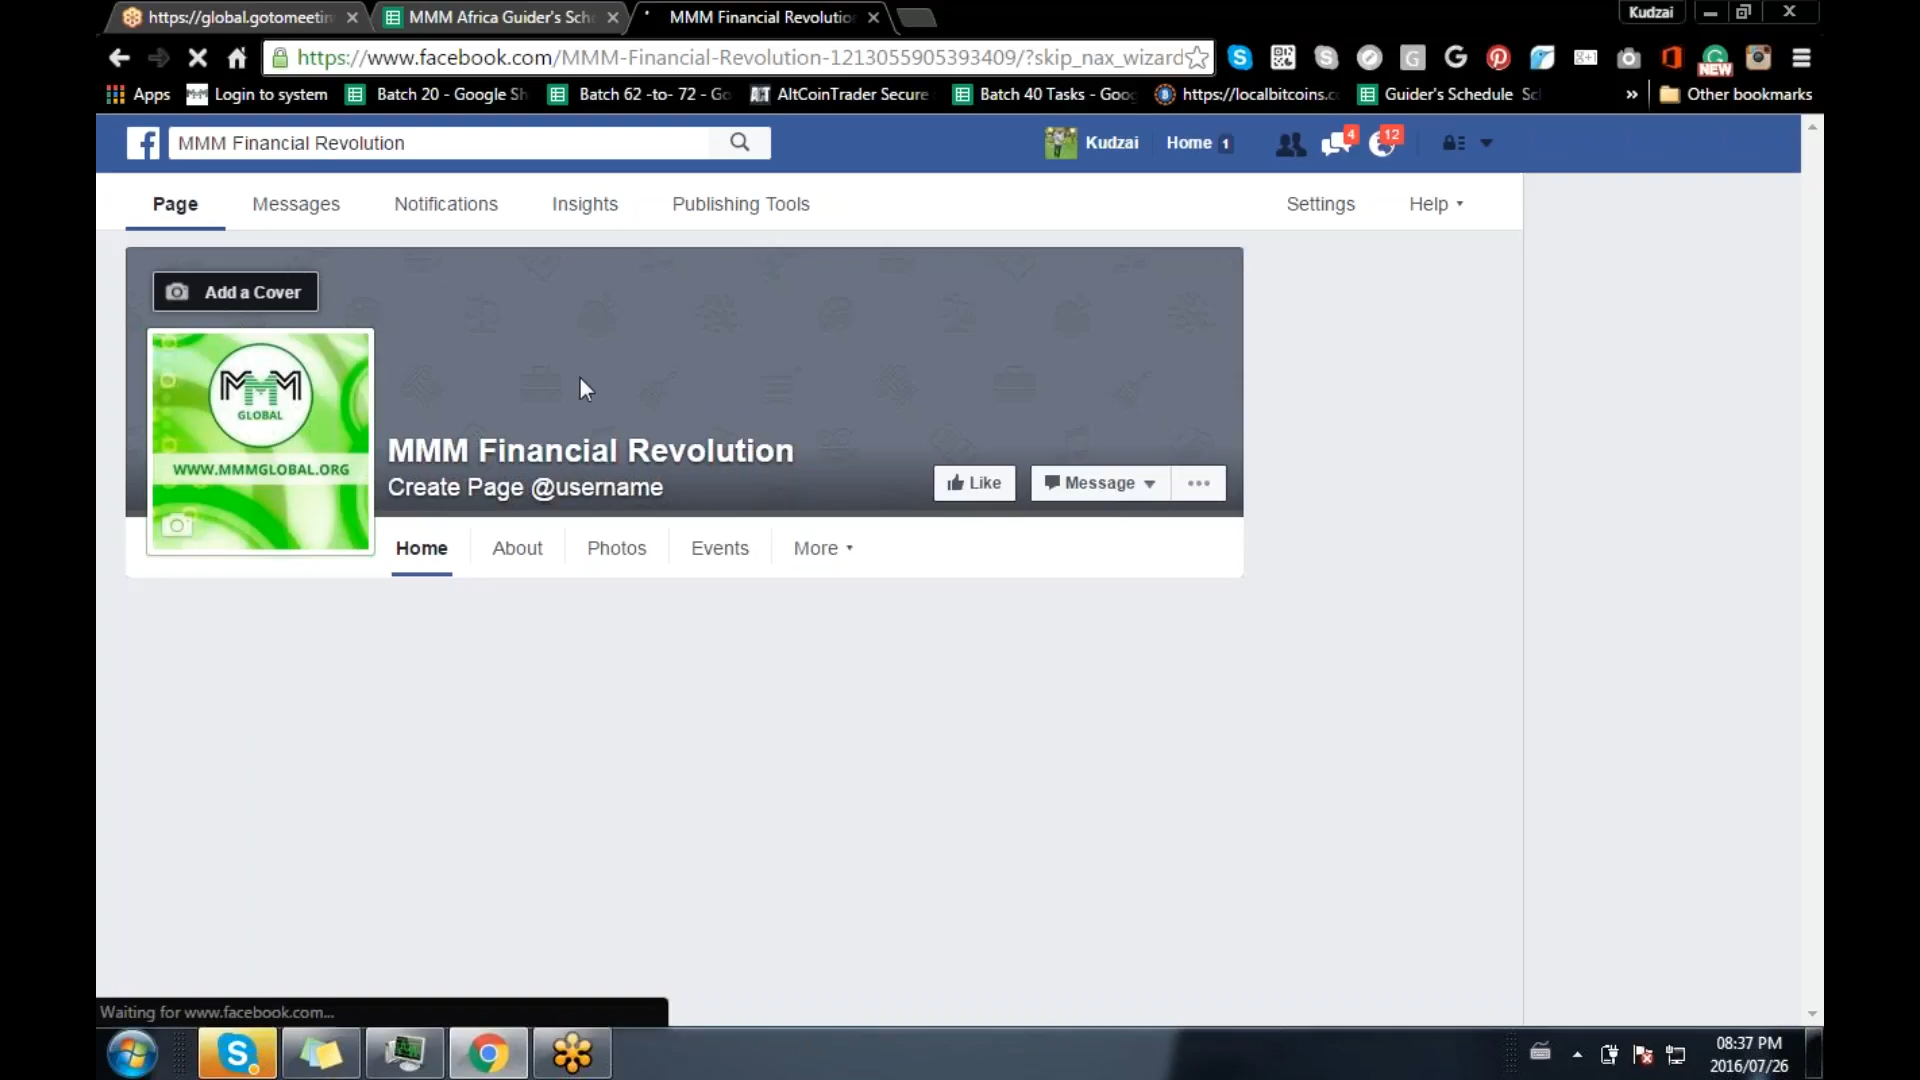 https://global.gotomeetin
MMM Africa Guider's Sch
MMM Financial Revolution
Kudzai
https://www.facebook.com/MMM-Financial-Revolution-1213055905393409/?skip_nax_wizard
NEW
Apps
Login to system
Batch 20 - Google Sh
Batch 62 -to- 72 - Go
AltCoinTrader Secure
Batch 40 Tasks - Goog
https://localbitcoins.c
Guider's Schedule
Other bookmarks
MMM Financial Revolution
Kudzai
Home 1
4
12
Page
Messages
Notifications
Insights
Publishing Tools
Settings
Help
Add a Cover
MMM
GLOBAL
WWW.MMMGLOBAL.ORG
MMM Financial Revolution
Create Page @username
Like
Message
Home
About
Photos
Events
More
Waiting for www.facebook.com...
08:37 PM
2016/07/26